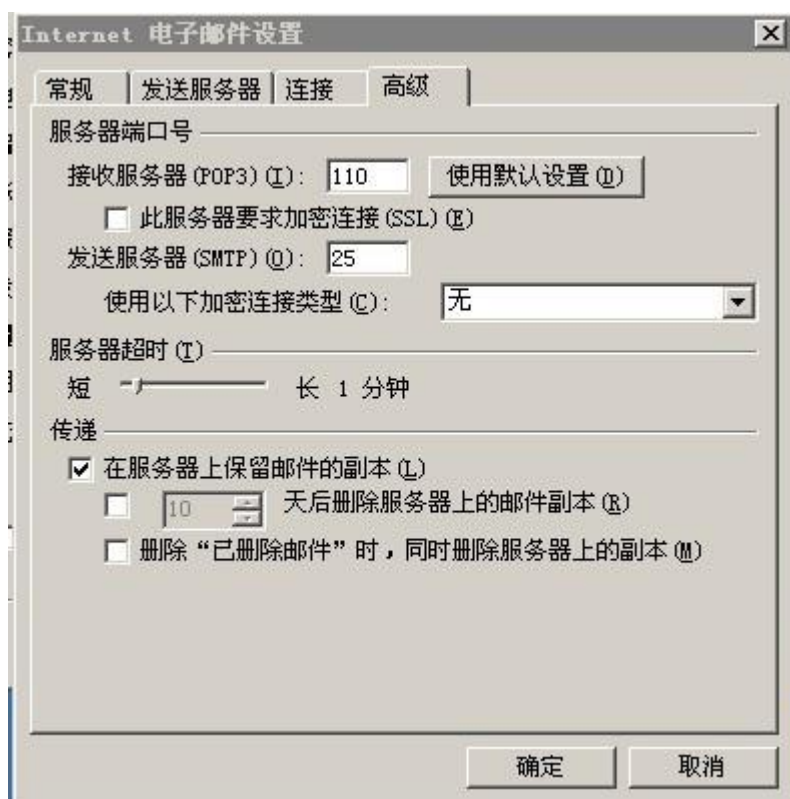 Internet 电子邮件设置
常规 发送服务器 连接 高级
服务器端口号
接收服务器(POP3)(I): 110 使用默认设置(D)
此服务器要求加密连接(SSL)(E)
发送服务器(SMTP)(O): 25
使用以下加密连接类型(C): 无
服务器超时(T)
短 长 1 分钟
传递
在服务器上保留邮件的副本(L)
10 天后删除服务器上的邮件副本(R)
删除“已删除邮件”时，同时删除服务器上的副本(M)
确定 取消